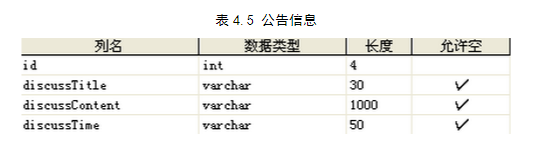 表 4.5 公告信息
列名 数据类型 长度 允许空
id int 4
discussTitle varchar 30 ✓
discussContent varchar 1000 ✓
discussTime varchar 50 ✓